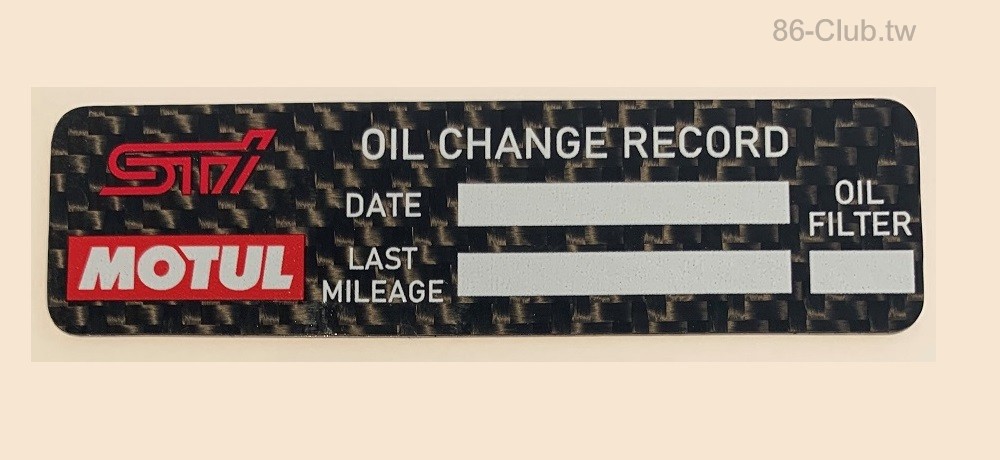 86-Club.tw
STI
OIL CHANGE RECORD
DATE
OIL
FILTER
LAST
MILEAGE
MOTUL